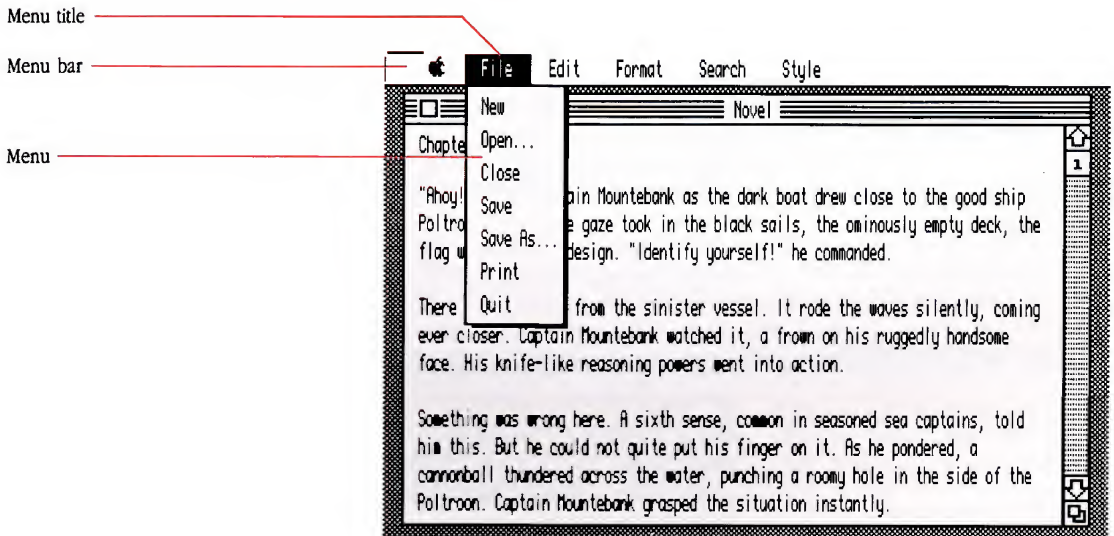 Menu title
Menu bar
File Edit Format Search Style
Novel
New
Open...
Close
Save
Save As...
Print
Quit
Menu
Chapte
1
"Ahoy! ain Mountebank as the dark boat drew close to the good ship
Poltro e gaze took in the black sails, the ominously empty deck, the
flag w design. "Identify yourself!" he commanded.
There from the sinister vessel. It rode the waves silently, coming
ever closer. Captain Mountebank watched it, a frown on his ruggedly handsome
face. His knife-like reasoning powers went into action.
Something was wrong here. A sixth sense, common in seasoned sea captains, told
him this. But he could not quite put his finger on it. As he pondered, a
cannonball thundered across the water, punching a roomy hole in the side of the
Poltroon. Captain Mountebank grasped the situation instantly.